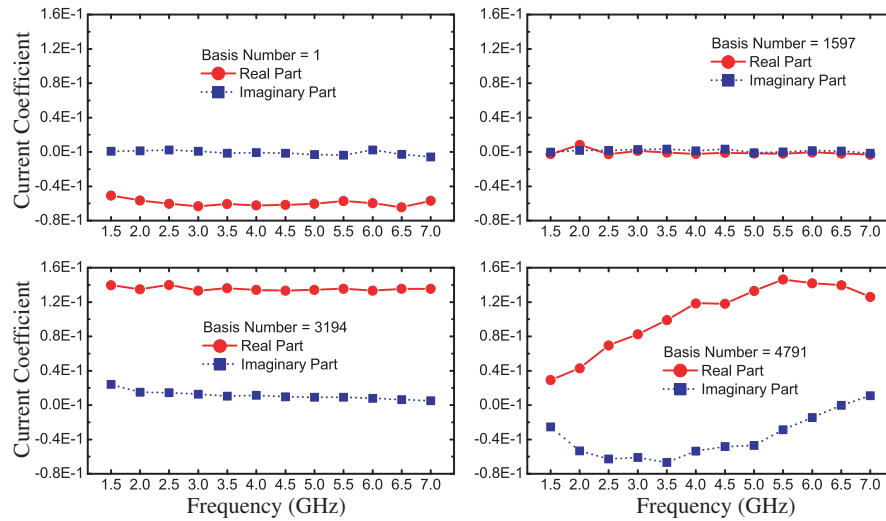 1.6E-1
1.2E-1
0.8E-1
0.4E-1
0.0E-1
-0.4E-1
-0.8E-1
Current Coefficient
Basis Number = 1
Real Part
Imaginary Part
1.5 2.0 2.5 3.0 3.5 4.0 4.5 5.0 5.5 6.0 6.5 7.0
1.6E-1
1.2E-1
0.8E-1
0.4E-1
0.0E-1
-0.4E-1
-0.8E-1
Basis Number = 1597
Real Part
Imaginary Part
1.5 2.0 2.5 3.0 3.5 4.0 4.5 5.0 5.5 6.0 6.5 7.0
1.6E-1
1.2E-1
0.8E-1
0.4E-1
0.0E-1
-0.4E-1
-0.8E-1
Current Coefficient
Basis Number = 3194
Real Part
Imaginary Part
1.5 2.0 2.5 3.0 3.5 4.0 4.5 5.0 5.5 6.0 6.5 7.0
Frequency (GHz)
1.6E-1
1.2E-1
0.8E-1
0.4E-1
0.0E-1
-0.4E-1
-0.8E-1
Basis Number = 4791
Real Part
Imaginary Part
1.5 2.0 2.5 3.0 3.5 4.0 4.5 5.0 5.5 6.0 6.5 7.0
Frequency (GHz)